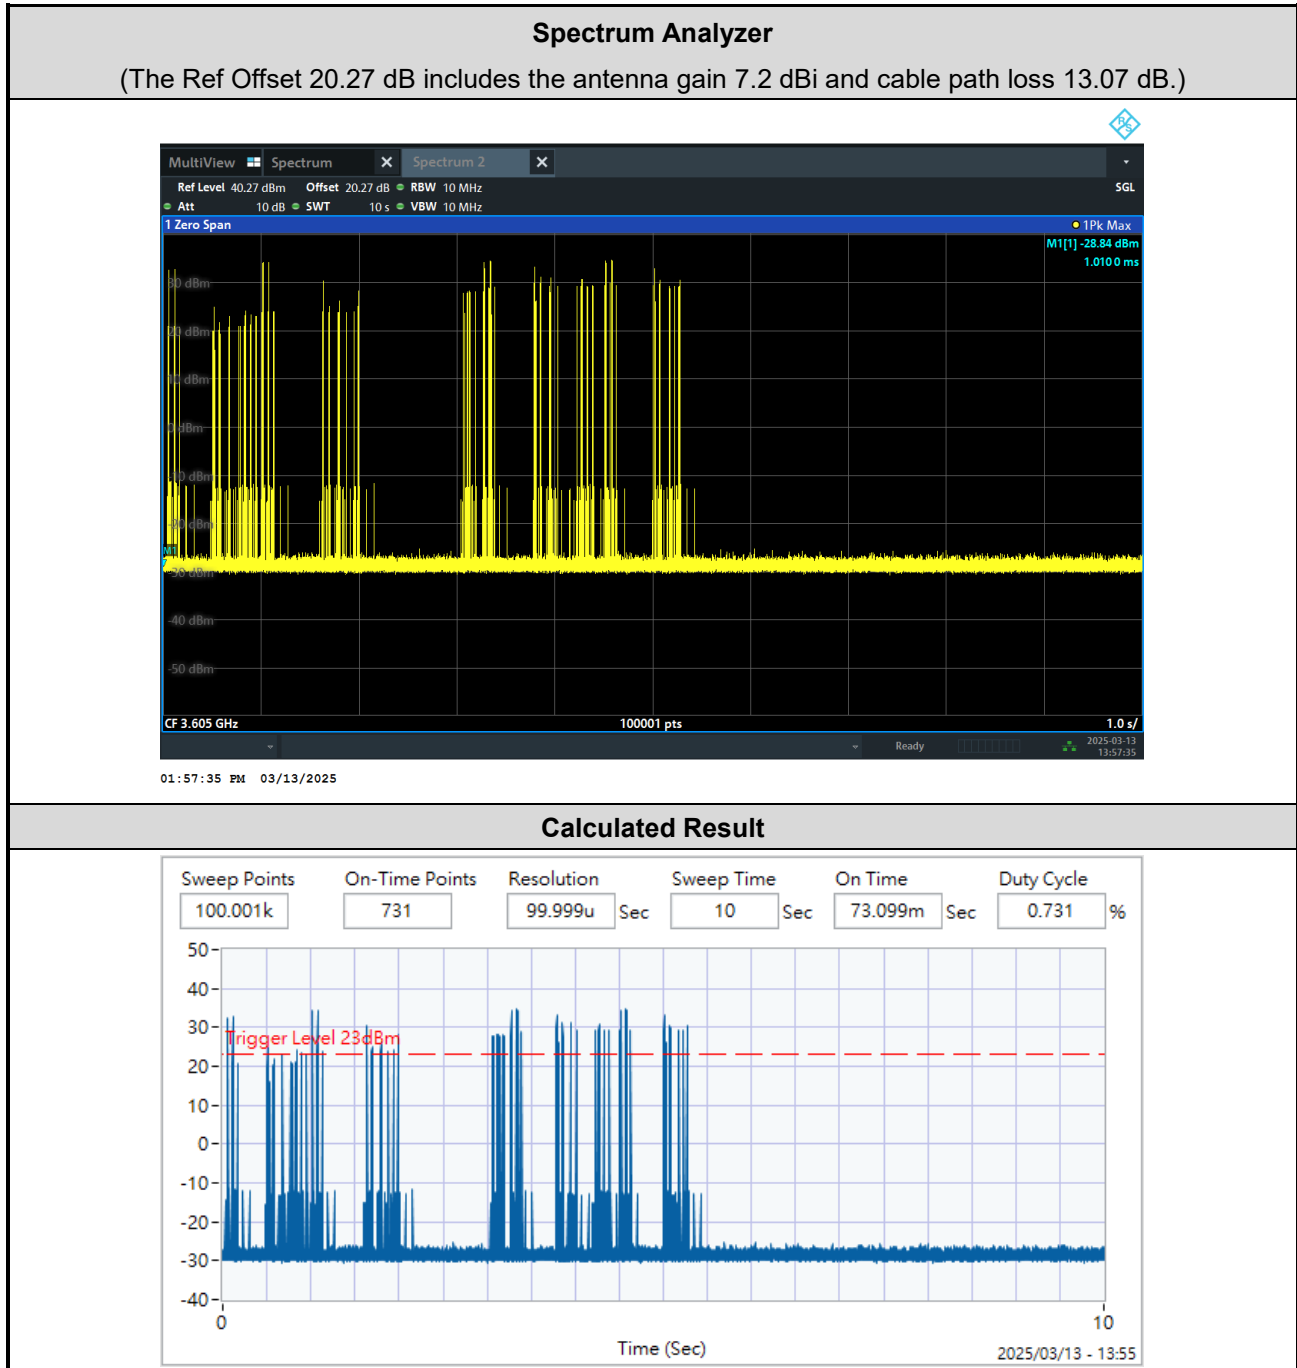 Spectrum Analyzer
(The Ref Offset 20.27 dB includes the antenna gain 7.2 dBi and cable path loss 13.07 dB.)
R&S
MultiView Spectrum X Spectrum 2 X
Ref Level 40.27 dBm Offset 20.27 dB RBW 10 MHz SGL
Att 10 dB SWT 10 s VBW 10 MHz
1 Zero Span 1Pk Max
M1[1] -28.84 dBm
1.010 0 ms
30 dBm
20 dBm
10 dBm
0 dBm
-10 dBm
-20 dBm
M1
-30 dBm
-40 dBm
-50 dBm
CF 3.605 GHz 100001 pts 1.0 s/
Ready 2025-03-13
13:57:35
01:57:35 PM 03/13/2025
Calculated Result
Sweep Points On-Time Points Resolution Sweep Time On Time Duty Cycle
100.001k 731 99.999u Sec 10 Sec 73.099m Sec 0.731 %
50
40
30
Trigger Level 23dBm
20
10
0
-10
-20
-30
-40
0 10
Time (Sec)
2025/03/13 - 13:55